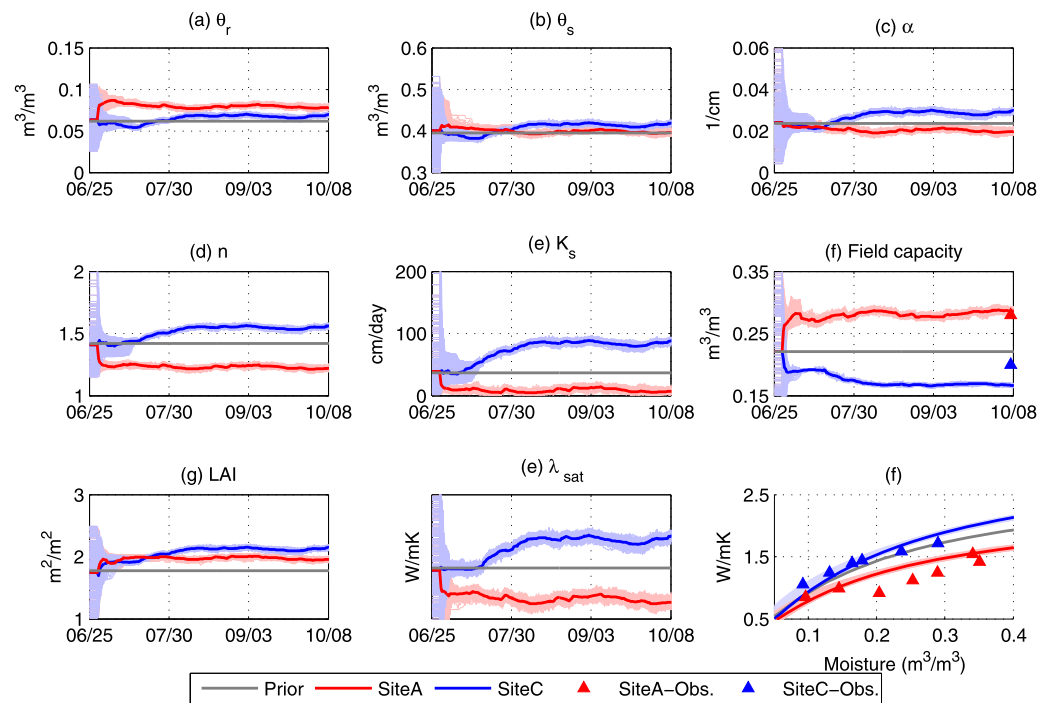 (a) θr
(b) θs
(c) α
0.15
0.1
0.05
0
m³/m³
06/25 07/30 09/03 10/08
0.6
0.5
0.4
0.3
m³/m³
06/25 07/30 09/03 10/08
0.06
0.04
0.02
0
1/cm
06/25 07/30 09/03 10/08
(d) n
(e) Ks
(f) Field capacity
2
1.5
1
06/25 07/30 09/03 10/08
200
100
0
cm/day
06/25 07/30 09/03 10/08
0.35
0.25
0.15
m³/m³
06/25 07/30 09/03 10/08
(g) LAI
(e) λsat
(f)
3
2
1
m²/m²
06/25 07/30 09/03 10/08
W/mK
06/25 07/30 09/03 10/08
2.5
1.5
0.5
W/mK
0.1 0.2 0.3 0.4
Moisture (m³/m³)
Prior SiteA SiteC SiteA−Obs. SiteC−Obs.